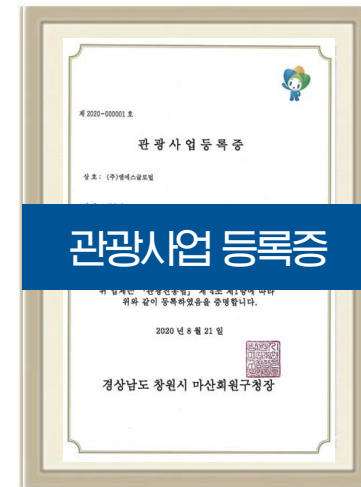 제 2020-000001 호
관 광 사 업 등 록 증
상 호 : (주)엠에스글로벌
관광사업 등록증
위 업체는 「관광진흥법」 제 4조 제1항에 따라
위와 같이 등록하였음을 증명합니다.
2020 년 8 월 21 일
경상남도 창원시 마산회원구청장